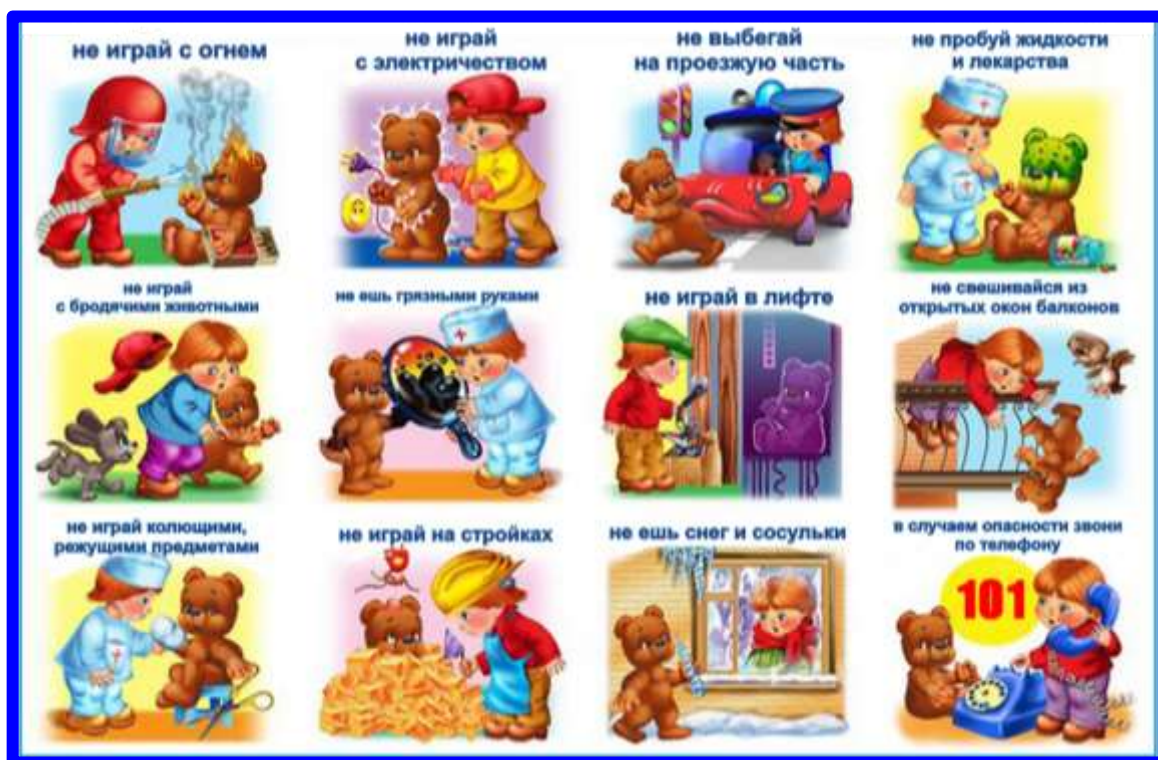 не играй с огнем
не играй
с электричеством
не выбегай
на проезжую часть
не пробуй жидкости
и лекарства
не играй
с бродячими животными
не ешь грязными руками
не играй в лифте
не свешивайся из
открытых окон балконов
не играй колющими,
режущими предметами
не играй на стройках
не ешь снег и сосульки
в случаем опасности звони
по телефону
101